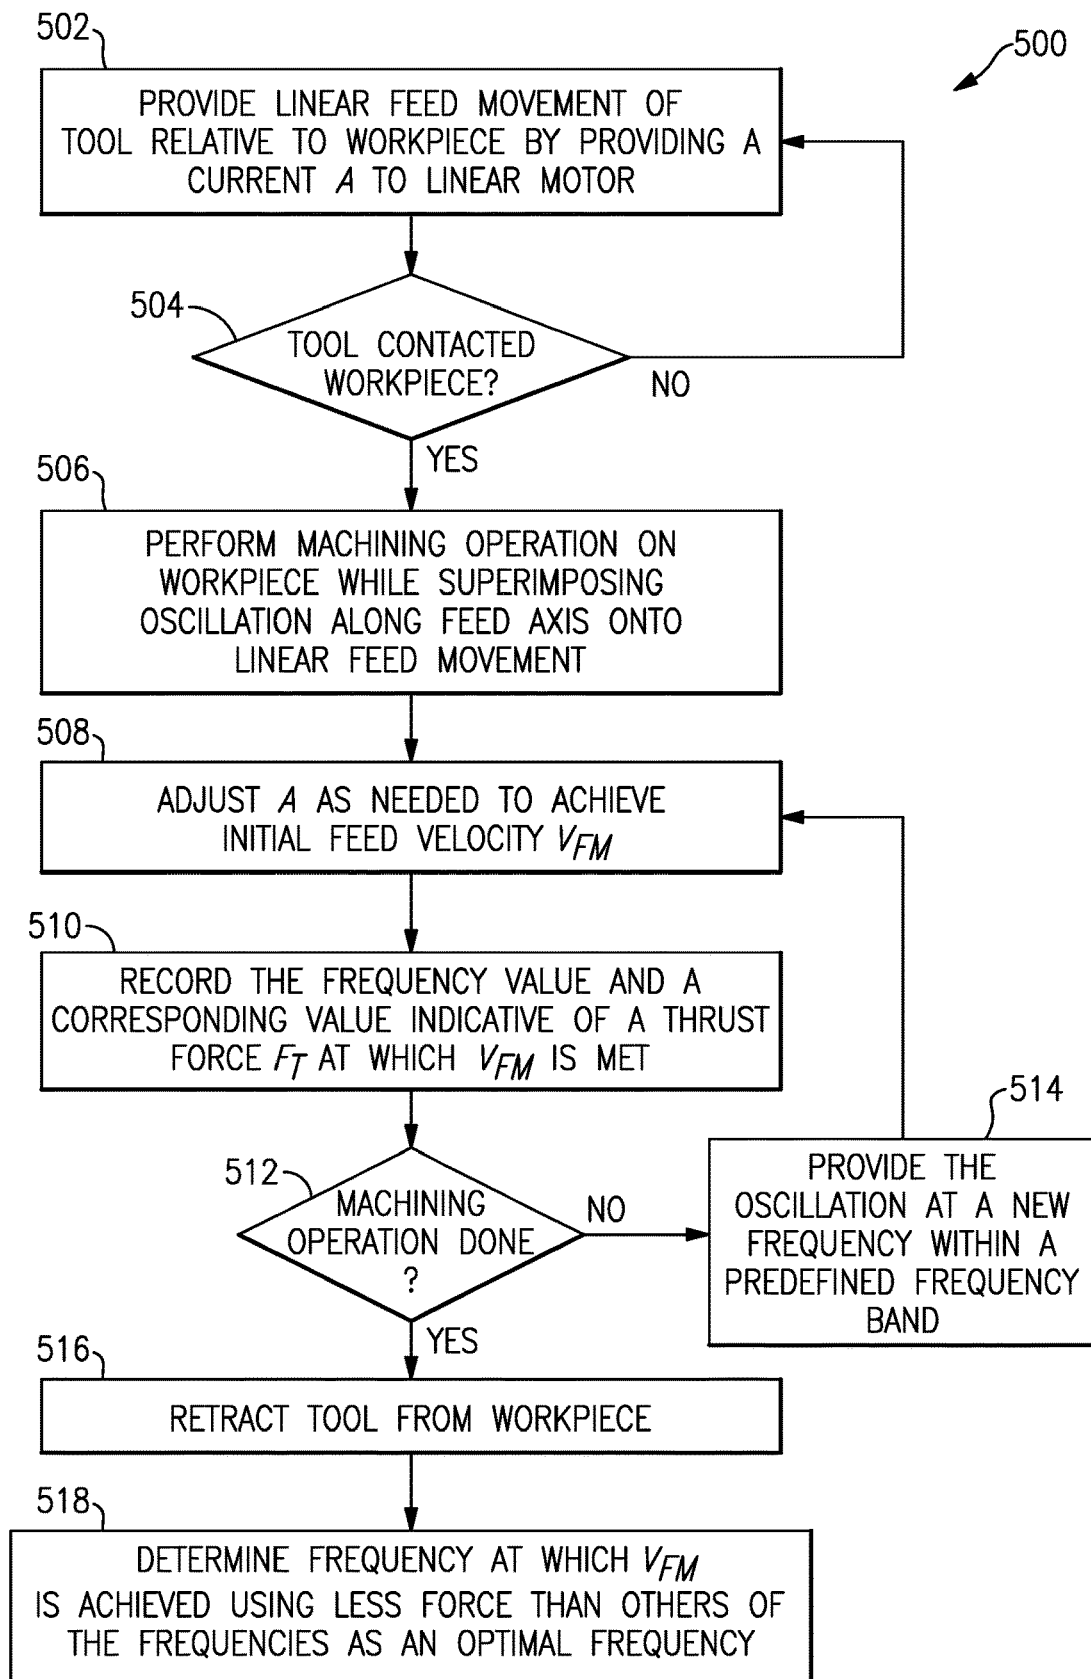 502
500
PROVIDE LINEAR FEED MOVEMENT OF
TOOL RELATIVE TO WORKPIECE BY PROVIDING A
CURRENT A TO LINEAR MOTOR
504
TOOL CONTACTED
WORKPIECE?
NO
YES
506
PERFORM MACHINING OPERATION ON
WORKPIECE WHILE SUPERIMPOSING
OSCILLATION ALONG FEED AXIS ONTO
LINEAR FEED MOVEMENT
508
ADJUST A AS NEEDED TO ACHIEVE
INITIAL FEED VELOCITY VFM
510
RECORD THE FREQUENCY VALUE AND A
CORRESPONDING VALUE INDICATIVE OF A THRUST
FORCE FT AT WHICH VFM IS MET
512
MACHINING
OPERATION DONE
?
NO
YES
514
PROVIDE THE
OSCILLATION AT A NEW
FREQUENCY WITHIN A
PREDEFINED FREQUENCY
BAND
516
RETRACT TOOL FROM WORKPIECE
518
DETERMINE FREQUENCY AT WHICH VFM
IS ACHIEVED USING LESS FORCE THAN OTHERS OF
THE FREQUENCIES AS AN OPTIMAL FREQUENCY